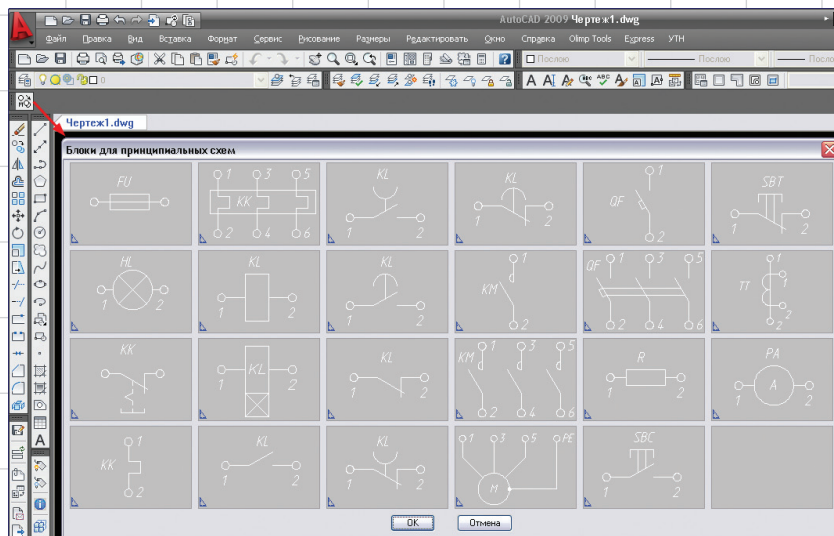 AutoCAD 2009 Чертеж1.dwg
Файл Правка Вид Вставка Формат Сервис Рисование Размеры Редактировать Окно Справка Olimp Tools Express УТН
Послою Послою Посло
0
Чертеж1.dwg
Блоки для принципиальных схем
FU
1 3 5
KK
2 4 6
KL
1 2
KL
1 2
1
QF
2
SBT
1 2
HL
1 2
KL
1 2
KL
1 2
1
KM
2
QF 1 3 5
2 4 6
1
TT 1
2
2
KK
1 2
KL
1 2
KL
1 2
KM 1 3 5
2 4 6
R
1 2
PA
A
1 2
1
KK
2
KL
1 2
KL
1 2
1 3 5 PE
M
SBC
1 2
OK Отмена